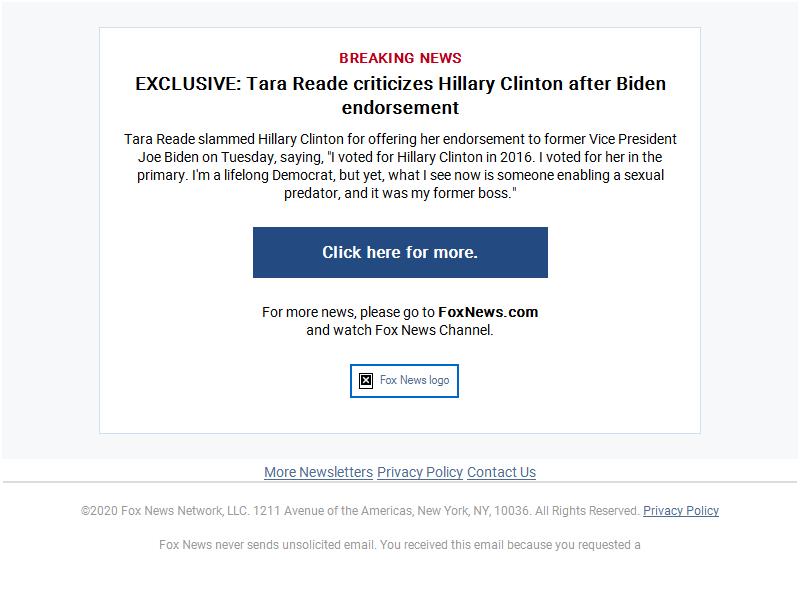 BREAKING NEWS
EXCLUSIVE: Tara Reade criticizes Hillary Clinton after Biden
endorsement
Tara Reade slammed Hillary Clinton for offering her endorsement to former Vice President
Joe Biden on Tuesday, saying, "I voted for Hillary Clinton in 2016. I voted for her in the
primary. I'm a lifelong Democrat, but yet, what I see now is someone enabling a sexual
predator, and it was my former boss."
Click here for more.
For more news, please go to FoxNews.com
and watch Fox News Channel.
Fox News logo
More Newsletters Privacy Policy Contact Us
©2020 Fox News Network, LLC. 1211 Avenue of the Americas, New York, NY, 10036. All Rights Reserved. Privacy Policy
Fox News never sends unsolicited email. You received this email because you requested a